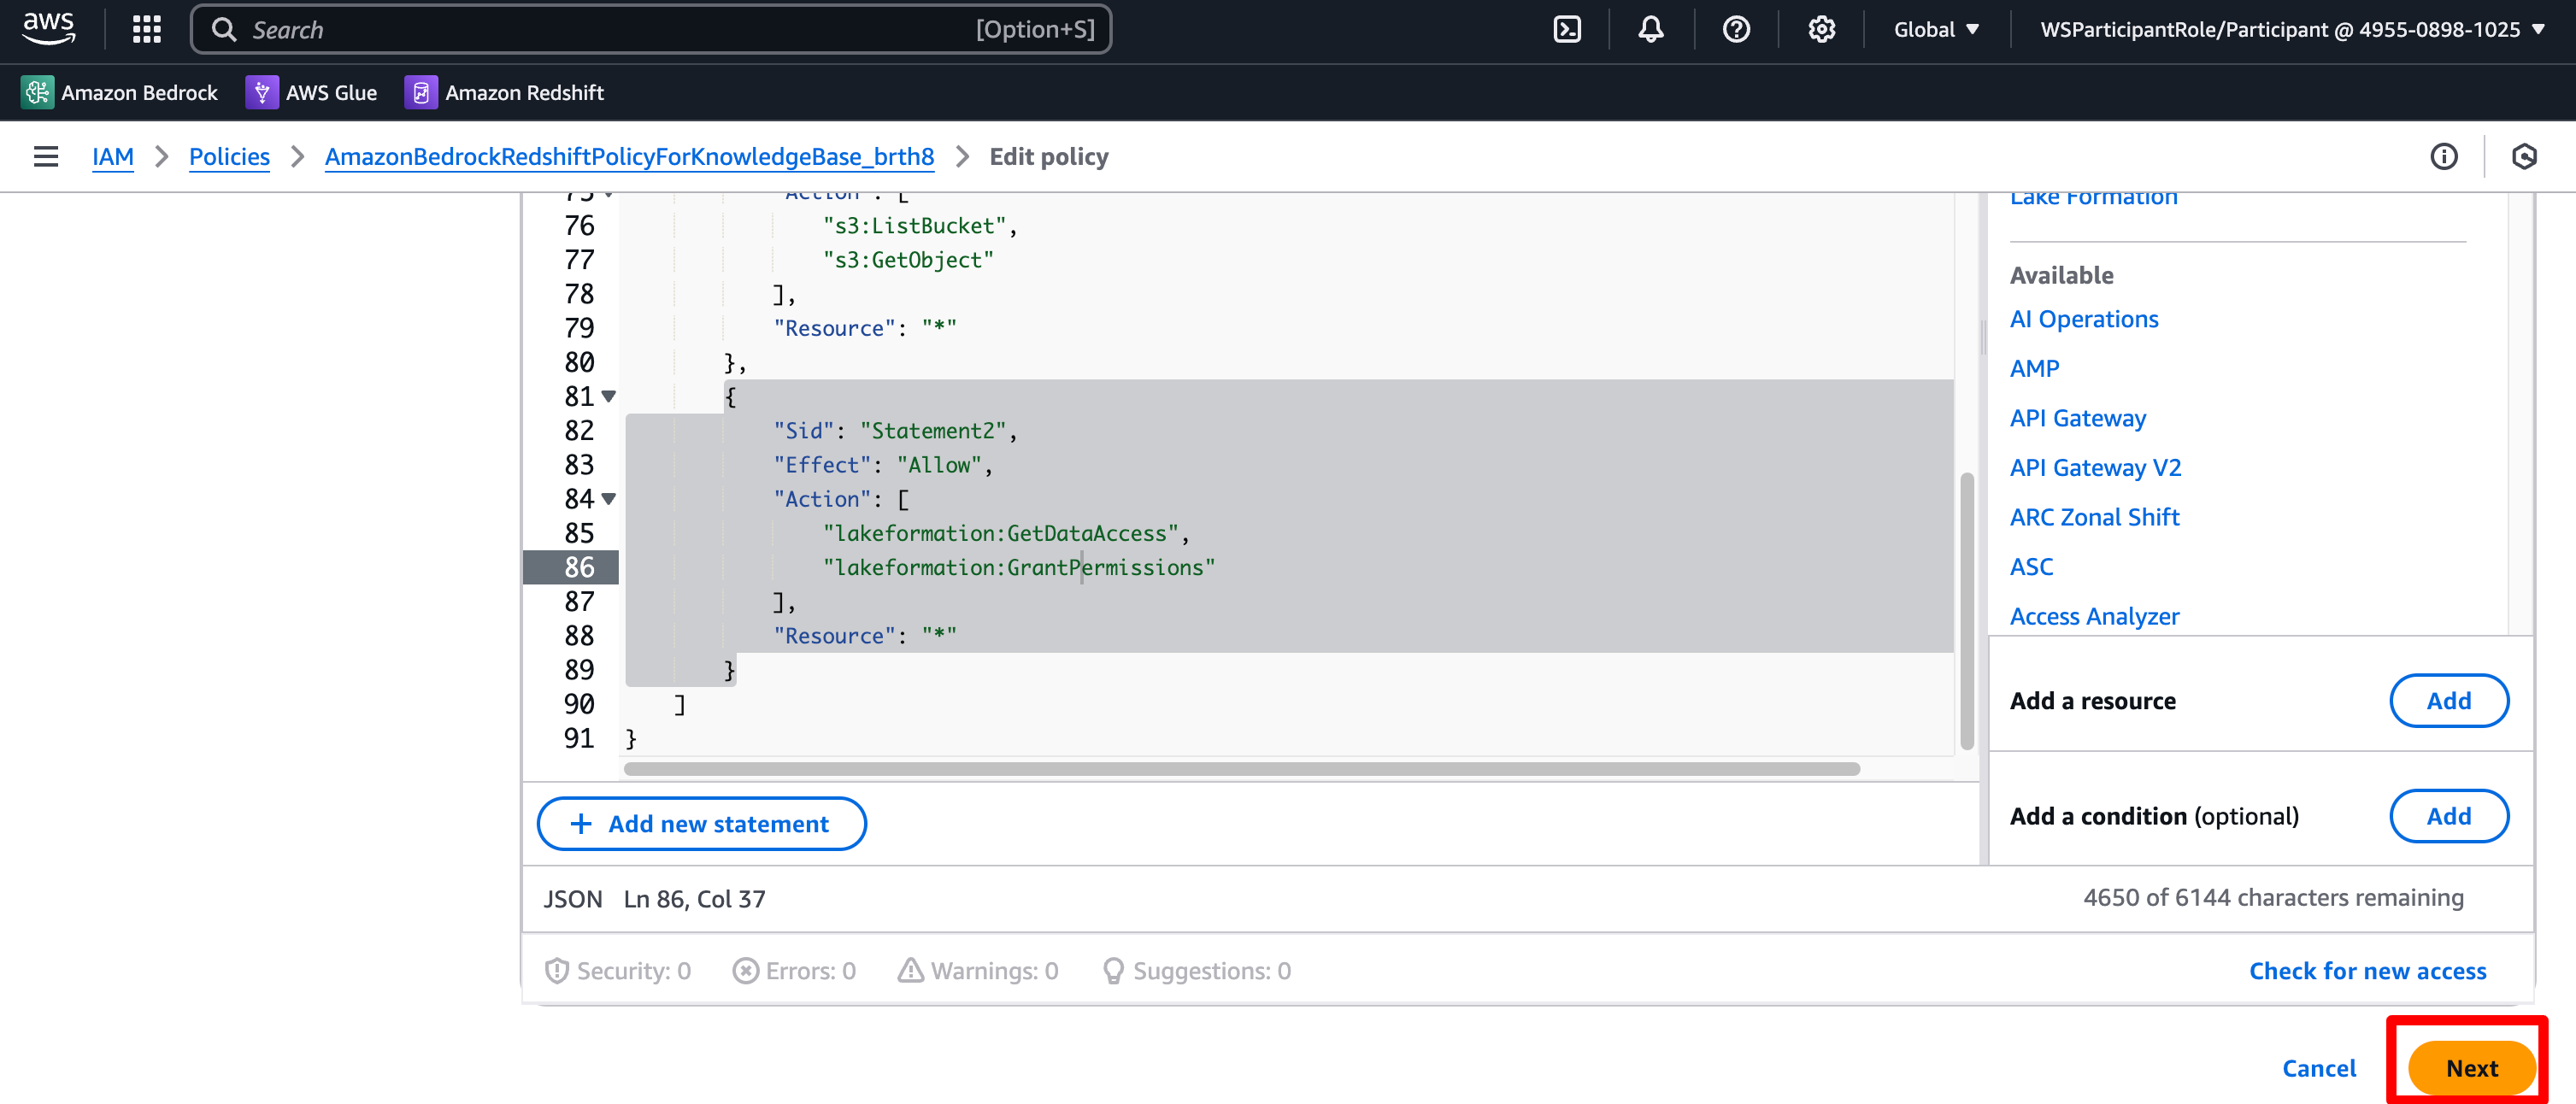 aws
Search
[Option+S]
Global
WSParticipantRole/Participant @ 4955-0898-1025
Amazon Bedrock
AWS Glue
Amazon Redshift
IAM
Policies
AmazonBedrockRedshiftPolicyForKnowledgeBase_brth8
Edit policy
75 "Action": [
76 "s3:ListBucket",
77 "s3:GetObject"
78 ],
79 "Resource": "*"
80 },
81 {
82 "Sid": "Statement2",
83 "Effect": "Allow",
84 "Action": [
85 "lakeformation:GetDataAccess",
86 "lakeformation:GrantPermissions"
87 ],
88 "Resource": "*"
89 }
90 ]
91 }
+ Add new statement
Lake Formation
Available
AI Operations
AMP
API Gateway
API Gateway V2
ARC Zonal Shift
ASC
Access Analyzer
Add a resource
Add
Add a condition (optional)
Add
JSON Ln 86, Col 37
4650 of 6144 characters remaining
Security: 0
Errors: 0
Warnings: 0
Suggestions: 0
Check for new access
Cancel
Next